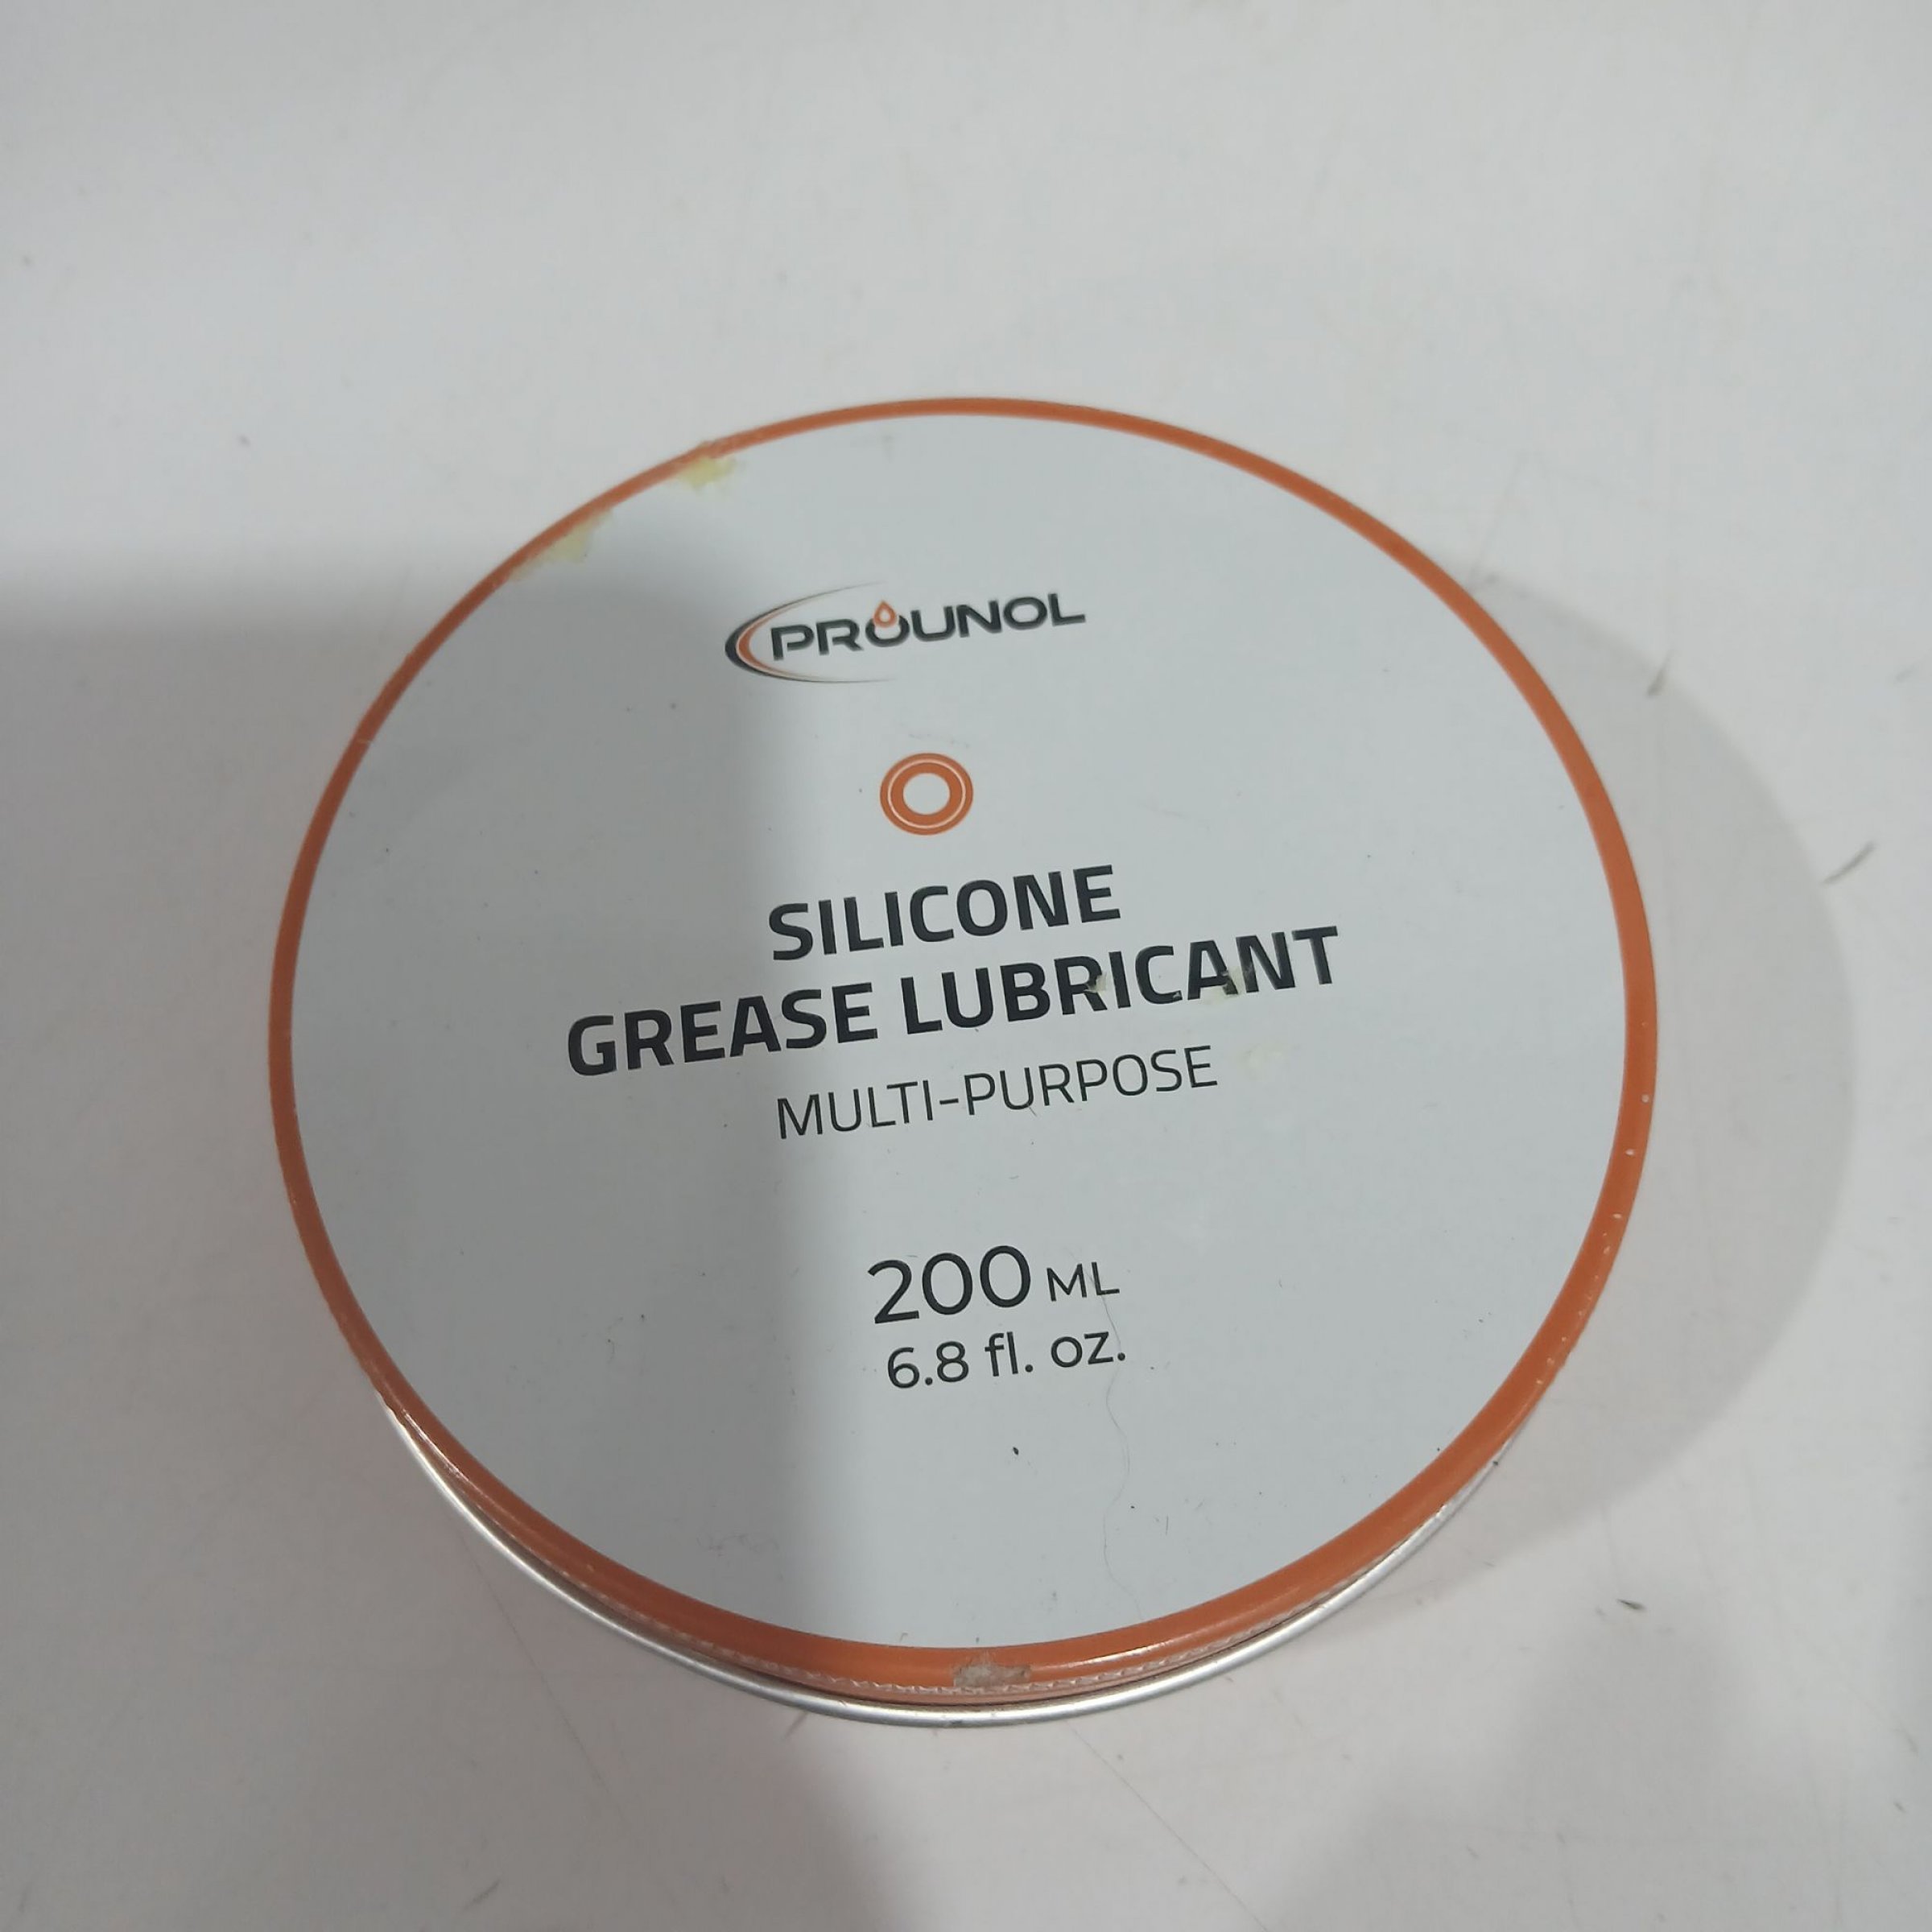 PROUNOL
SILICONE
GREASE LUBRICANT
MULTI-PURPOSE
200 ML
6.8 fl. oz.